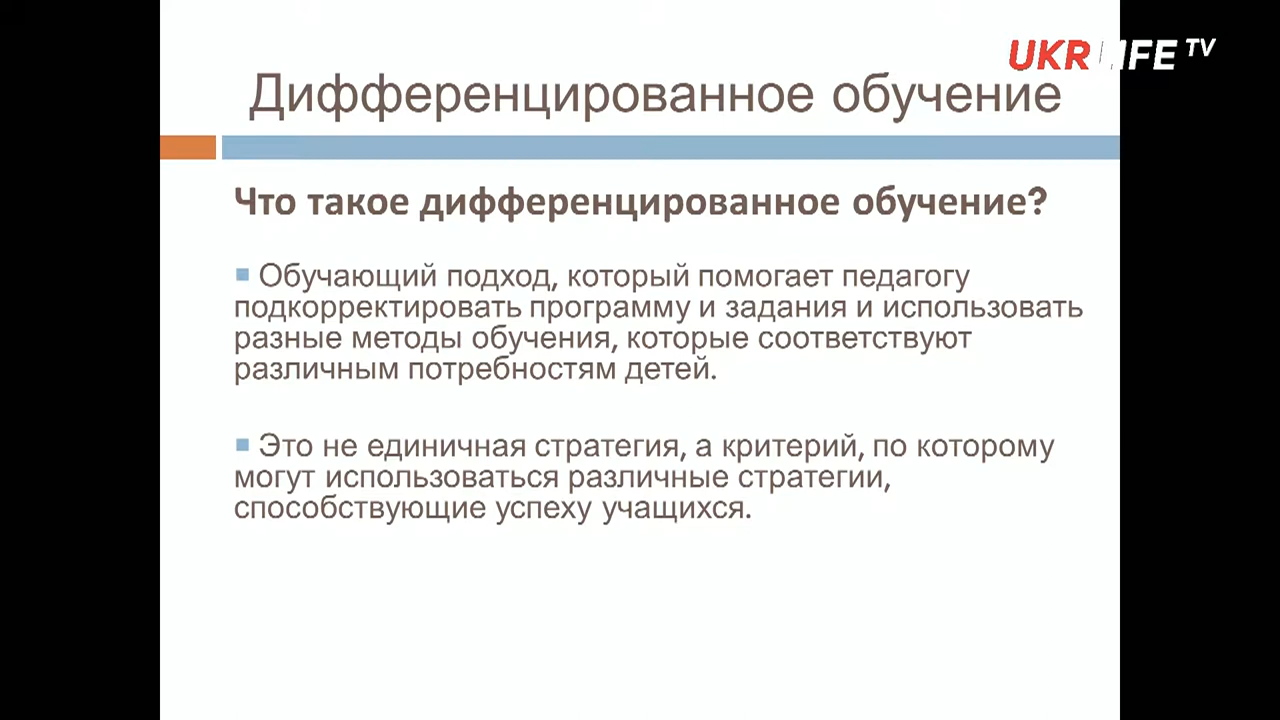 UKRLIFE TV
Дифференцированное обучение
Что такое дифференцированное обучение?
Обучающий подход, который помогает педагогу
подкорректировать программу и задания и использовать
разные методы обучения, которые соответствуют
различным потребностям детей.
Это не единичная стратегия, а критерий, по которому
могут использоваться различные стратегии,
способствующие успеху учащихся.